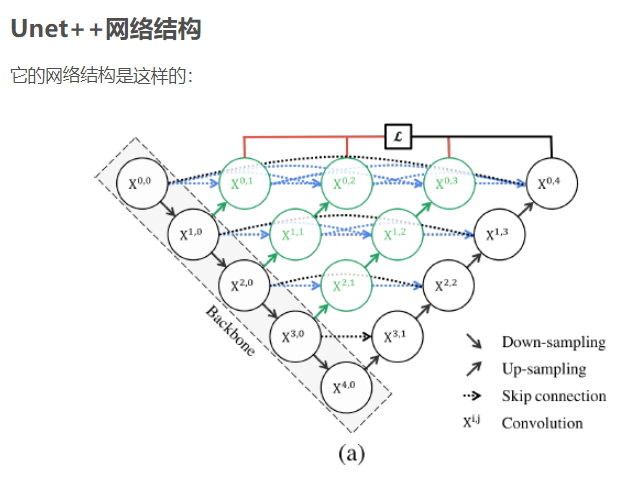 Unet++网络结构
它的网络结构是这样的：
𝓛
X⁰·⁰ X⁰·¹ X⁰·² X⁰·³ X⁰·⁴
X¹·⁰ X¹·¹ X¹·² X¹·³
X²·⁰ X²·¹ X²·²
X³·⁰ X³·¹
X⁴·⁰
Backbone
Down-sampling
Up-sampling
Skip connection
Xⁱ·ʲ Convolution
(a)